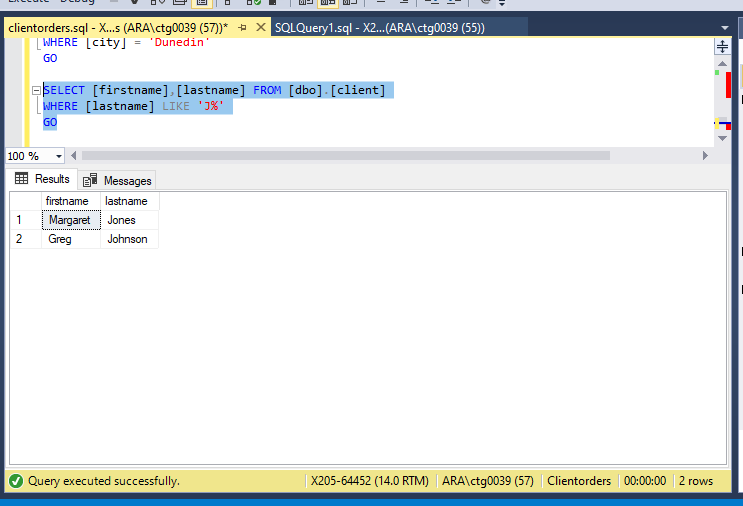 Execute Debug
clientorders.sql - X...s (ARA\ctg0039 (57))* SQLQuery1.sql - X2...(ARA\ctg0039 (55))
WHERE [city] = 'Dunedin'
GO
SELECT [firstname],[lastname] FROM [dbo].[client]
WHERE [lastname] LIKE 'J%'
GO
100 %
Results Messages
firstname lastname
1 Margaret Jones
2 Greg Johnson
Query executed successfully. X205-64452 (14.0 RTM) ARA\ctg0039 (57) Clientorders 00:00:00 2 rows